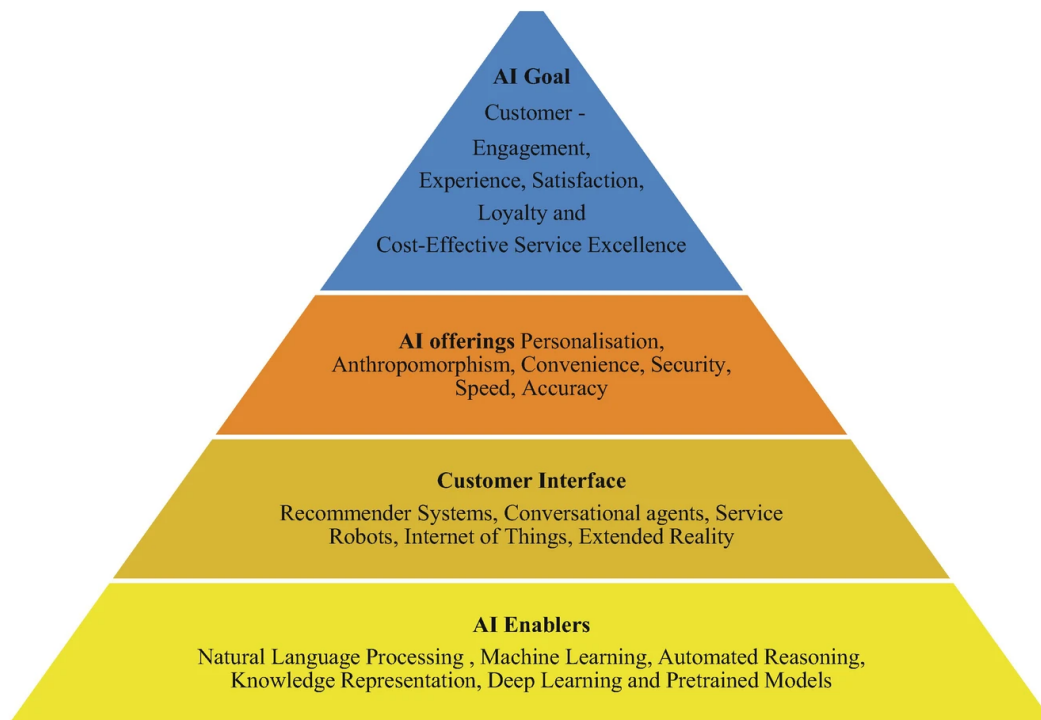 AI Goal
Customer -
Engagement,
Experience, Satisfaction,
Loyalty and
Cost-Effective Service Excellence
AI offerings Personalisation,
Anthropomorphism, Convenience, Security,
Speed, Accuracy
Customer Interface
Recommender Systems, Conversational agents, Service
Robots, Internet of Things, Extended Reality
AI Enablers
Natural Language Processing , Machine Learning, Automated Reasoning,
Knowledge Representation, Deep Learning and Pretrained Models